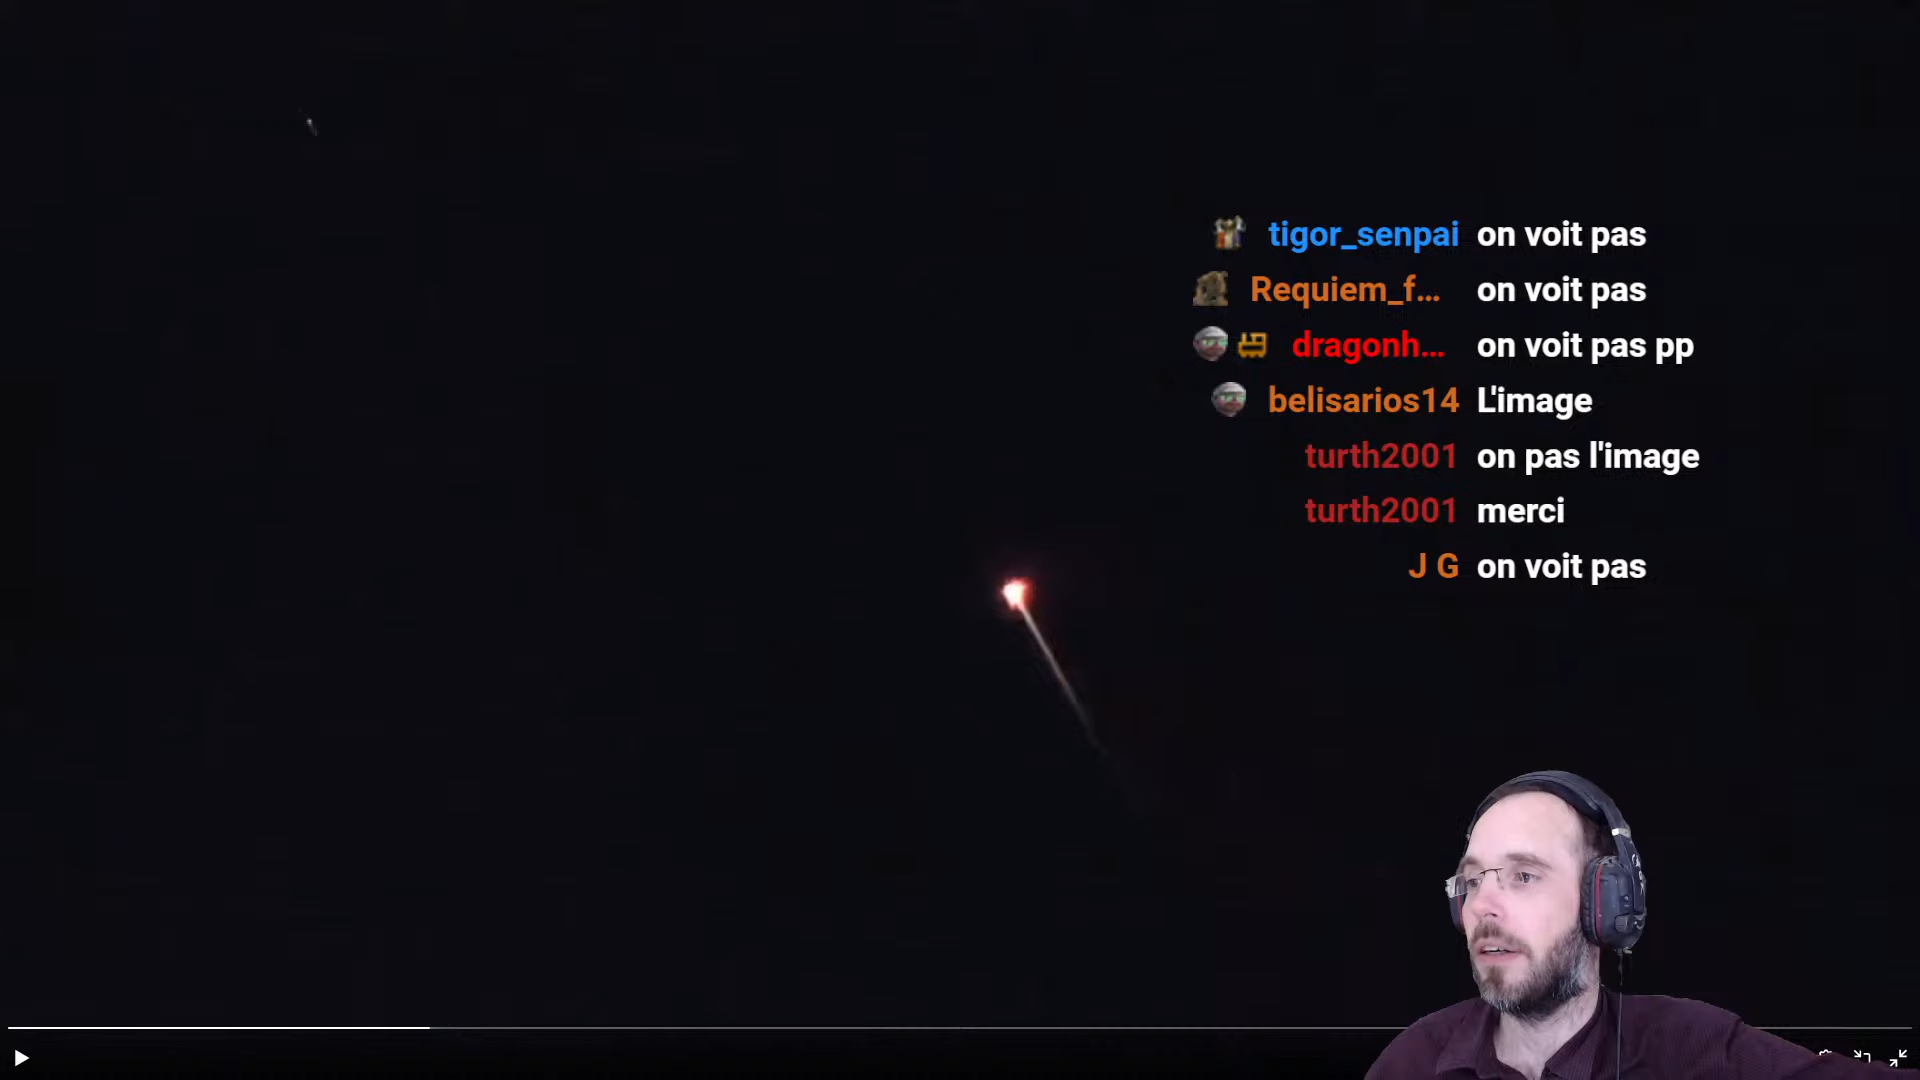 tigor_senpai on voit pas
Requiem_f... on voit pas
dragonh... on voit pas pp
belisarios14 L'image
turth2001 on pas l'image
turth2001 merci
J G on voit pas